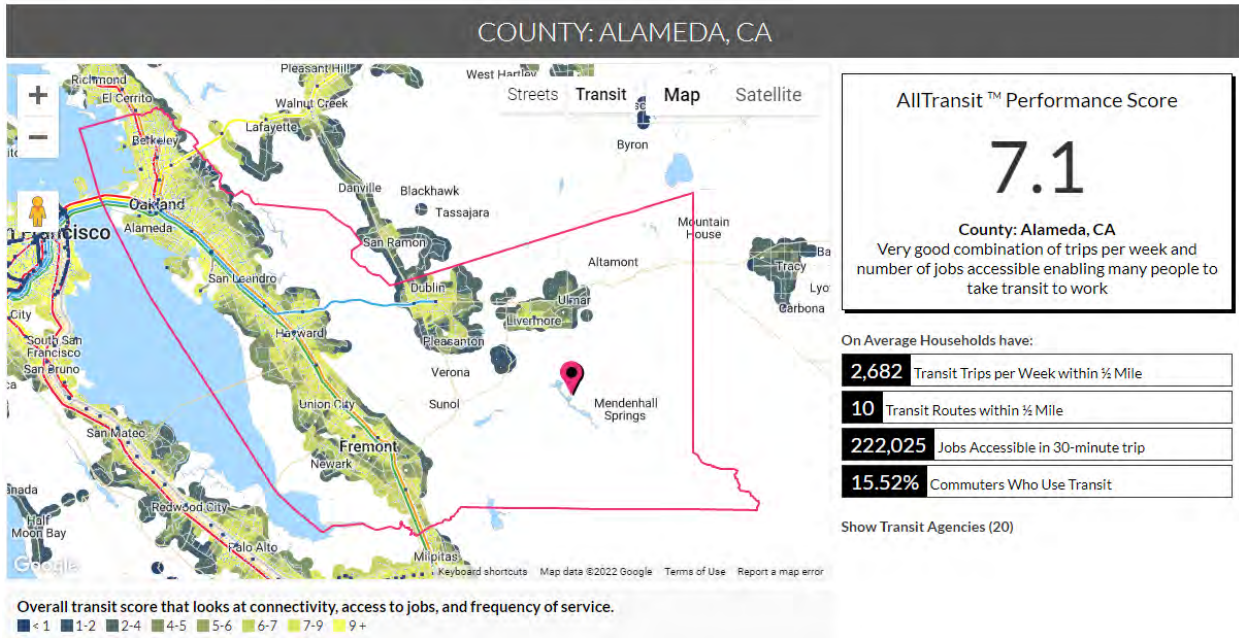 COUNTY: ALAMEDA, CA
Richmond
El Cerrito
Pleasant Hill
Walnut Creek
West Hartley
Streets Transit Map Satellite
+
−
Lafayette
Berkeley
Byron
Danville
Blackhawk
Tassajara
Oakland
Alameda
San Ramon
Mountain
House
Altamont
Tracy
San Leandro
Dublin
Ulmar
Carbona
City
Hayward
Livermore
South San
Francisco
San Bruno
Pleasanton
Verona
Union City
Sunol
Mendenhall
Springs
San Mateo
Fremont
Newark
Redwood City
Half
Moon Bay
Palo Alto
Milpitas
Google
Keyboard shortcuts Map data ©2022 Google Terms of Use Report a map error
Overall transit score that looks at connectivity, access to jobs, and frequency of service.
< 1 1-2 2-4 4-5 5-6 6-7 7-9 9 +
AllTransit ™ Performance Score
7.1
County: Alameda, CA
Very good combination of trips per week and
number of jobs accessible enabling many people to
take transit to work
On Average Households have:
2,682 Transit Trips per Week within ½ Mile
10 Transit Routes within ½ Mile
222,025 Jobs Accessible in 30-minute trip
15.52% Commuters Who Use Transit
Show Transit Agencies (20)